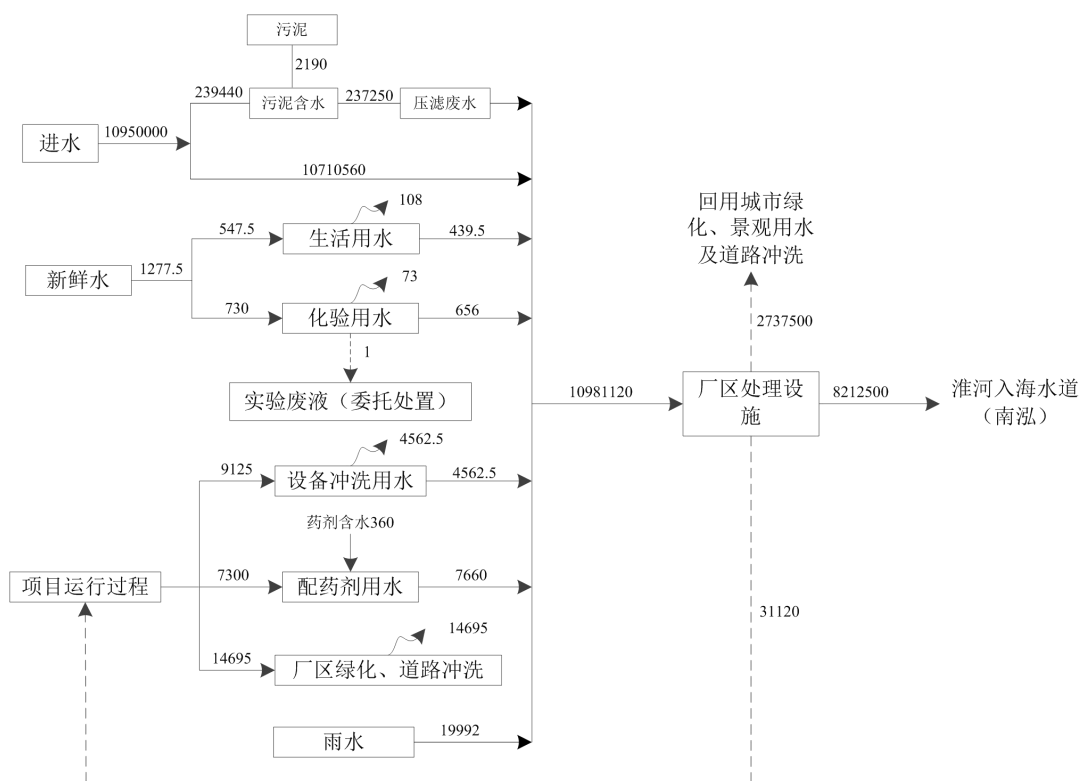 污泥
2190
239440
污泥含水
237250
压滤废水
进水
10950000
10710560
108
547.5
生活用水
439.5
新鲜水
1277.5
73
730
化验用水
656
1
实验废液（委托处置）
回用城市绿
化、景观用水
及道路冲洗
2737500
10981120
厂区处理设
施
8212500
淮河入海水道
（南泓）
4562.5
9125
设备冲洗用水
4562.5
药剂含水360
项目运行过程
7300
配药剂用水
7660
31120
14695
14695
厂区绿化、道路冲洗
雨水
19992